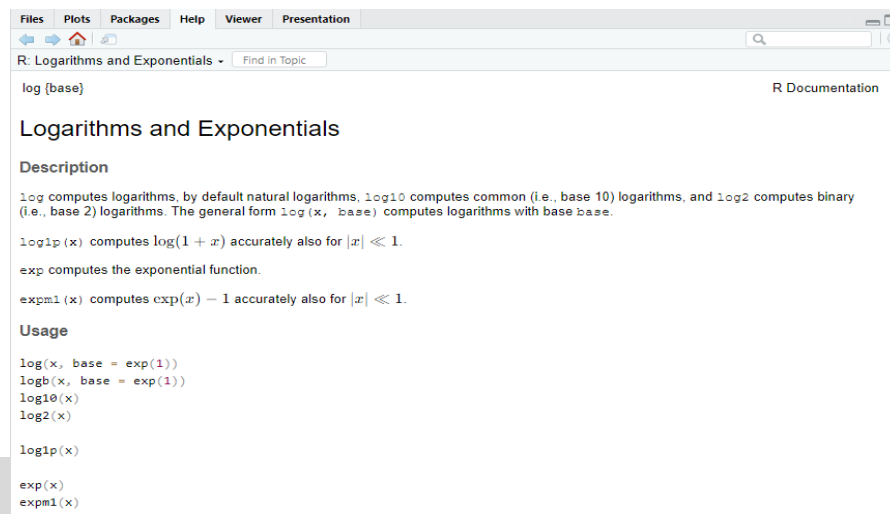 Files Plots Packages Help Viewer Presentation
R: Logarithms and Exponentials Find in Topic
log {base} R Documentation
Logarithms and Exponentials
Description
log computes logarithms, by default natural logarithms, log10 computes common (i.e., base 10) logarithms, and log2 computes binary
(i.e., base 2) logarithms. The general form log(x, base) computes logarithms with base base.
log1p(x) computes log(1 + x) accurately also for |x| ≪ 1.
exp computes the exponential function.
expm1(x) computes exp(x) − 1 accurately also for |x| ≪ 1.
Usage
log(x, base = exp(1))
logb(x, base = exp(1))
log10(x)
log2(x)
log1p(x)
exp(x)
expm1(x)